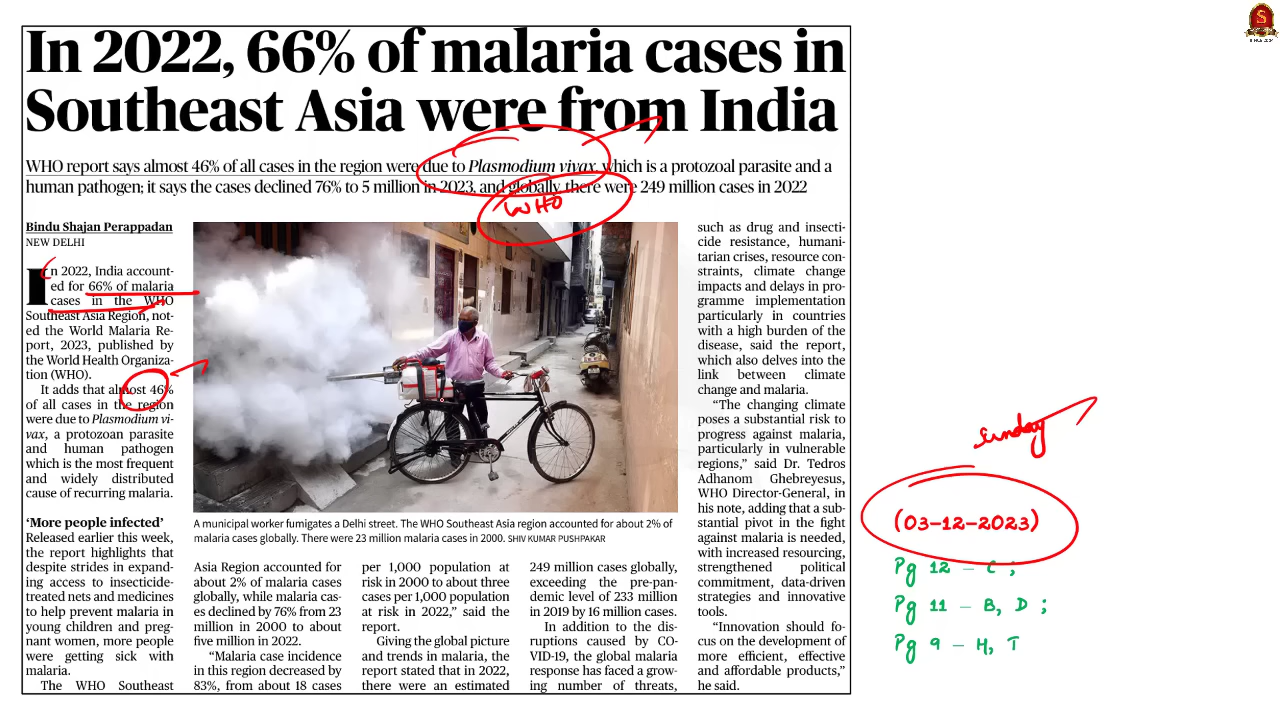 In 2022, 66% of malaria cases in
Southeast Asia were from India
WHO report says almost 46% of all cases in the region were due to Plasmodium vivax, which is a protozoal parasite and a
human pathogen; it says the cases declined 76% to 5 million in 2023, and globally, there were 249 million cases in 2022
WHO
Bindu Shajan Perappadan
NEW DELHI
In 2022, India account-
ed for 66% of malaria
cases in the WHO
Southeast Asia Region, not-
ed the World Malaria Re-
port, 2023, published by
the World Health Organiza-
tion (WHO).
It adds that almost 46%
of all cases in the region
were due to Plasmodium vi-
vax, a protozoan parasite
and human pathogen
which is the most frequent
and widely distributed
cause of recurring malaria.
‘More people infected’
Released earlier this week,
the report highlights that
despite strides in expand-
ing access to insecticide-
treated nets and medicines
to help prevent malaria in
young children and preg-
nant women, more people
were getting sick with
malaria.
The WHO Southeast
A municipal worker fumigates a Delhi street. The WHO Southeast Asia region accounted for about 2% of
malaria cases globally. There were 23 million malaria cases in 2000. SHIV KUMAR PUSHPAKAR
Asia Region accounted for
about 2% of malaria cases
globally, while malaria cas-
es declined by 76% from 23
million in 2000 to about
five million in 2022.
“Malaria case incidence
in this region decreased by
83%, from about 18 cases
per 1,000 population at
risk in 2000 to about three
cases per 1,000 population
at risk in 2022,” said the
report.
Giving the global picture
and trends in malaria, the
report stated that in 2022,
there were an estimated
249 million cases globally,
exceeding the pre-pan-
demic level of 233 million
in 2019 by 16 million cases.
In addition to the dis-
ruptions caused by CO-
VID-19, the global malaria
response has faced a grow-
ing number of threats,
such as drug and insecti-
cide resistance, humani-
tarian crises, resource con-
straints, climate change
impacts and delays in pro-
gramme implementation
particularly in countries
with a high burden of the
disease, said the report,
which also delves into the
link between climate
change and malaria.
“The changing climate
poses a substantial risk to
progress against malaria,
particularly in vulnerable
regions,” said Dr. Tedros
Adhanom Ghebreyesus,
WHO Director-General, in
his note, adding that a sub-
stantial pivot in the fight
against malaria is needed,
with increased resourcing,
strengthened political
commitment, data-driven
strategies and innovative
tools.
“Innovation should fo-
cus on the development of
more efficient, effective
and affordable products,”
he said.
Sunday
(03-12-2023)
Pg 12 – C ;
Pg 11 – B, D ;
Pg 9 – H, T
S